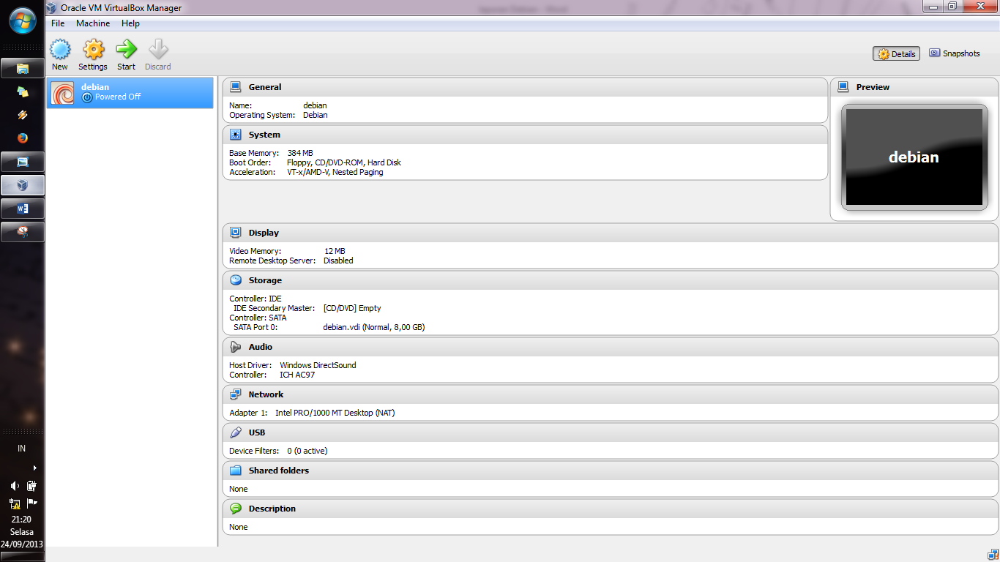 Oracle VM VirtualBox Manager
File Machine Help
New Settings Start Discard
Details Snapshots
debian
Powered Off
General
Name: debian
Operating System: Debian
System
Base Memory: 384 MB
Boot Order: Floppy, CD/DVD-ROM, Hard Disk
Acceleration: VT-x/AMD-V, Nested Paging
Preview
debian
Display
Video Memory: 12 MB
Remote Desktop Server: Disabled
Storage
Controller: IDE
IDE Secondary Master: [CD/DVD] Empty
Controller: SATA
SATA Port 0: debian.vdi (Normal, 8,00 GB)
Audio
Host Driver: Windows DirectSound
Controller: ICH AC97
Network
Adapter 1: Intel PRO/1000 MT Desktop (NAT)
USB
Device Filters: 0 (0 active)
Shared folders
None
Description
None
IN
21:20
Selasa
24/09/2013